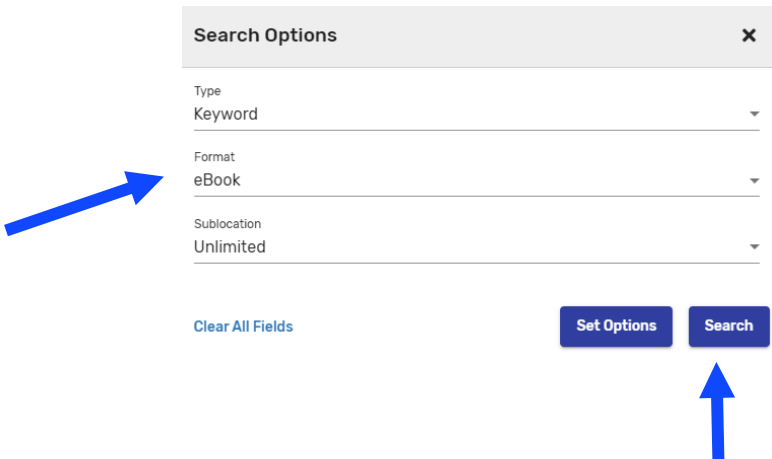 Search Options
Type
Keyword
Format
eBook
Sublocation
Unlimited
Clear All Fields
Set Options
Search